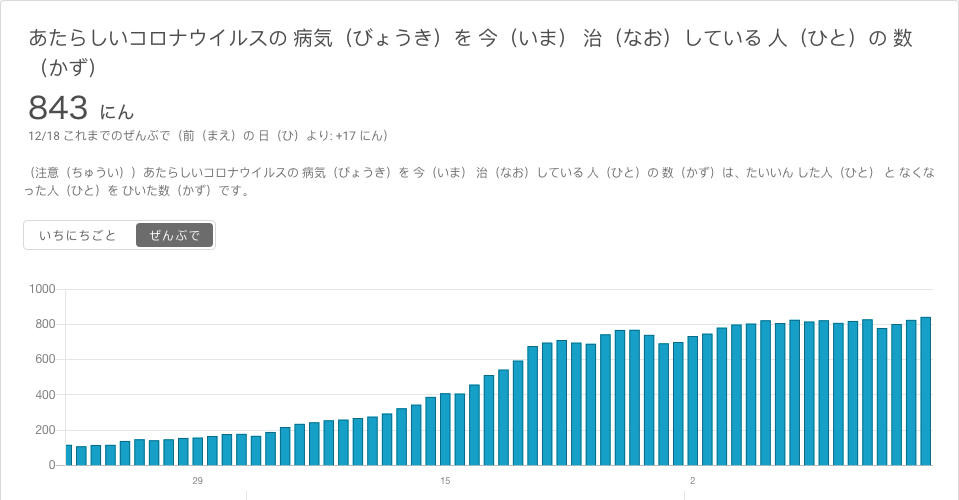 あたらしいコロナウイルスの 病気（びょうき）を 今（いま） 治（なお）している 人（ひと）の 数
（かず）
843 にん
12/18 これまでのぜんぶで（前（まえ）の 日（ひ）より: +17 にん）
（注意（ちゅうい））あたらしいコロナウイルスの 病気（びょうき）を 今（いま） 治（なお）している 人（ひと）の 数（かず）は、たいいん した人（ひと） と なくな
った人（ひと）を ひいた数（かず）です。
いちにちごと ぜんぶで
1000
800
600
400
200
0
29 15 2